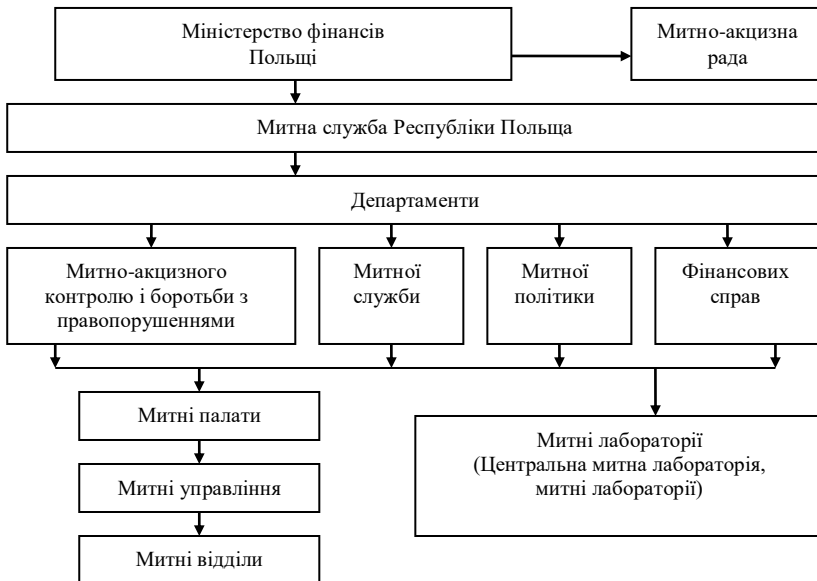 Міністерство фінансів
Польщі
Митно-акцизна
рада
Митна служба Республіки Польща
Департаменти
Митно-акцизного
контролю і боротьби з
правопорушеннями
Митної
служби
Митної
політики
Фінансових
справ
Митні палати
Митні управління
Митні відділи
Митні лабораторії
(Центральна митна лабораторія,
митні лабораторії)